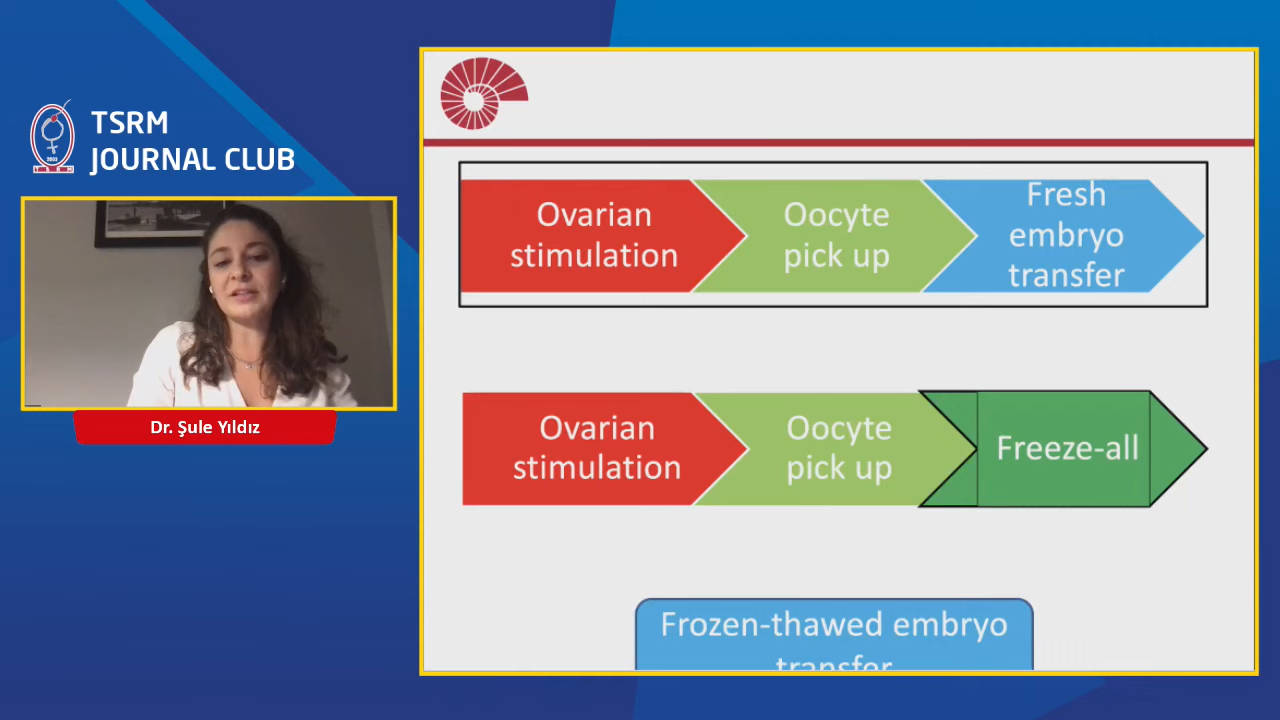 TSRM
JOURNAL CLUB
2003
T S R M
Dr. Şule Yıldız
Ovarian
stimulation
Oocyte
pick up
Fresh
embryo
transfer
Ovarian
stimulation
Oocyte
pick up
Freeze-all
Frozen-thawed embryo
transfer